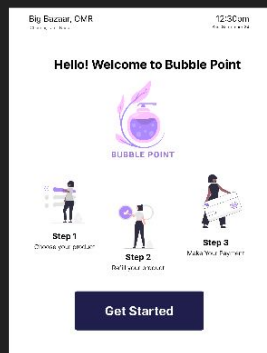 Big Bazaar, OMR
12:30pm
Hello! Welcome to Bubble Point
BUBBLE POINT
Step 1
Choose your product
Step 2
Refill your product
Step 3
Make Your Payment
Get Started